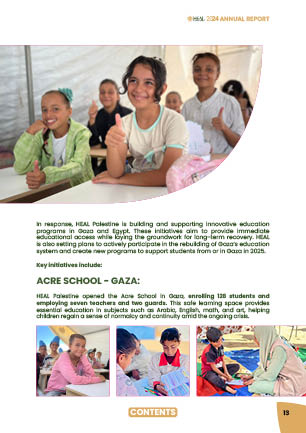 HEAL 2024 ANNUAL REPORT
In response, HEAL Palestine is building and supporting innovative education
programs in Gaza and Egypt. These initiatives aim to provide immediate
educational access while laying the groundwork for long-term recovery. HEAL
is also setting plans to actively participate in the rebuilding of Gaza's education
system and create new programs to support students from or in Gaza in 2025.
Key initiatives include:
ACRE SCHOOL - GAZA:
HEAL Palestine opened the Acre School in Gaza, enrolling 128 students and
employing seven teachers and two guards. This safe learning space provides
essential education in subjects such as Arabic, English, math, and art, helping
children regain a sense of normalcy and continuity amid the ongoing crisis.
CONTENTS
13